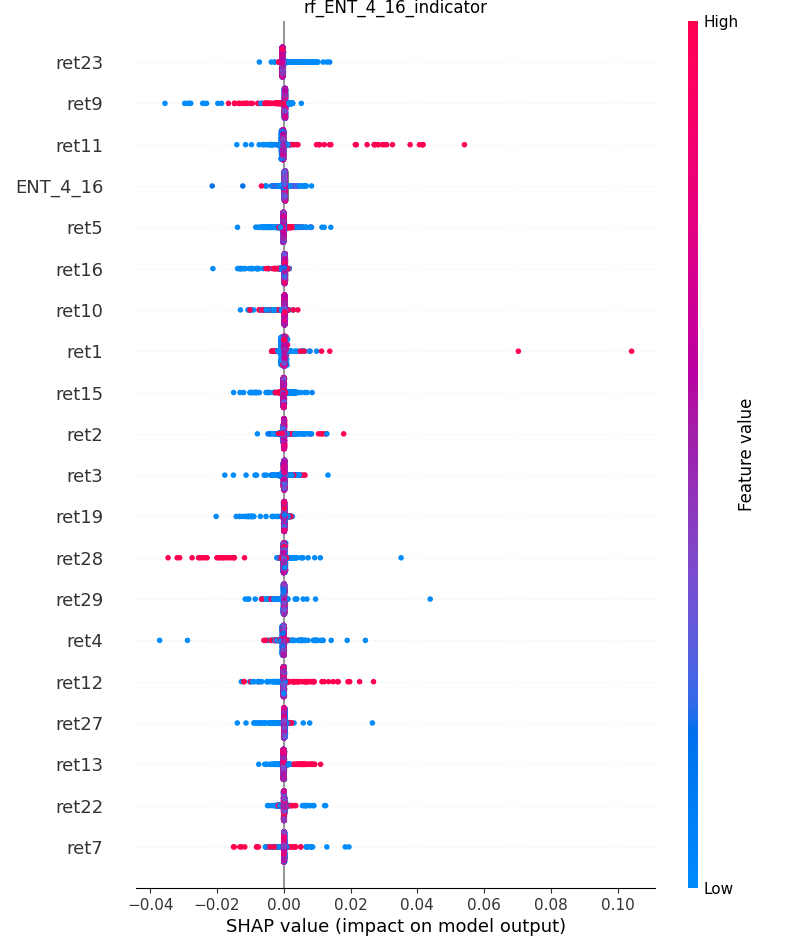 rf_ENT_4_16_indicator
High
ret23
ret9
ret11
ENT_4_16
ret5
ret16
ret10
ret1
ret15
ret2
ret3
ret19
ret28
ret29
ret4
ret12
ret27
ret13
ret22
ret7
Feature value
Low
−0.04 −0.02 0.00 0.02 0.04 0.06 0.08 0.10
SHAP value (impact on model output)